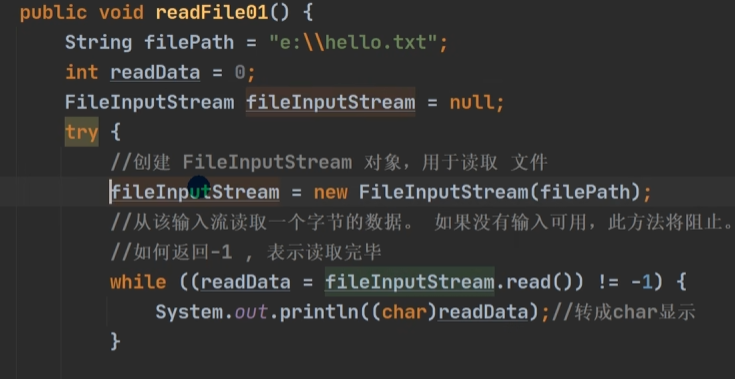 public void readFile01() {
String filePath = "e:\\hello.txt";
int readData = 0;
FileInputStream fileInputStream = null;
try {
//创建 FileInputStream 对象，用于读取 文件
fileInputStream = new FileInputStream(filePath);
//从该输入流读取一个字节的数据。 如果没有输入可用，此方法将阻止。
//如何返回-1 , 表示读取完毕
while ((readData = fileInputStream.read()) != -1) {
System.out.println((char)readData);//转成char显示
}